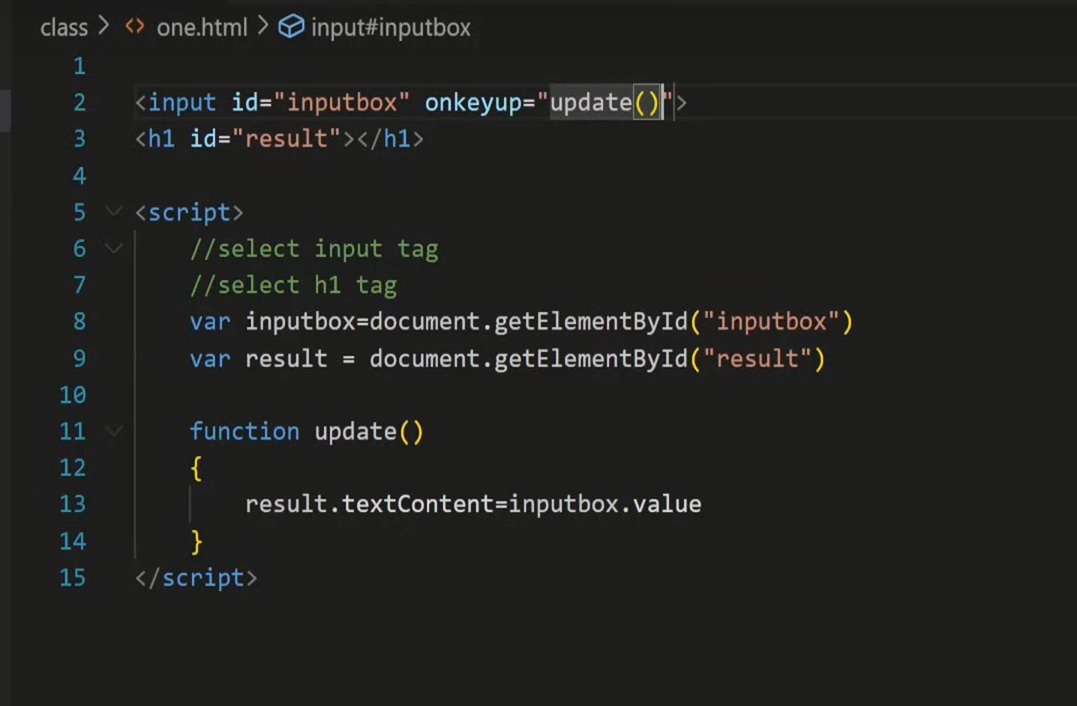 class > <> one.html > input#inputbox
1
2 <input id="inputbox" onkeyup="update()">
3 <h1 id="result"></h1>
4
5 <script>
6 //select input tag
7 //select h1 tag
8 var inputbox=document.getElementById("inputbox")
9 var result = document.getElementById("result")
10
11 function update()
12 {
13 result.textContent=inputbox.value
14 }
15 </script>